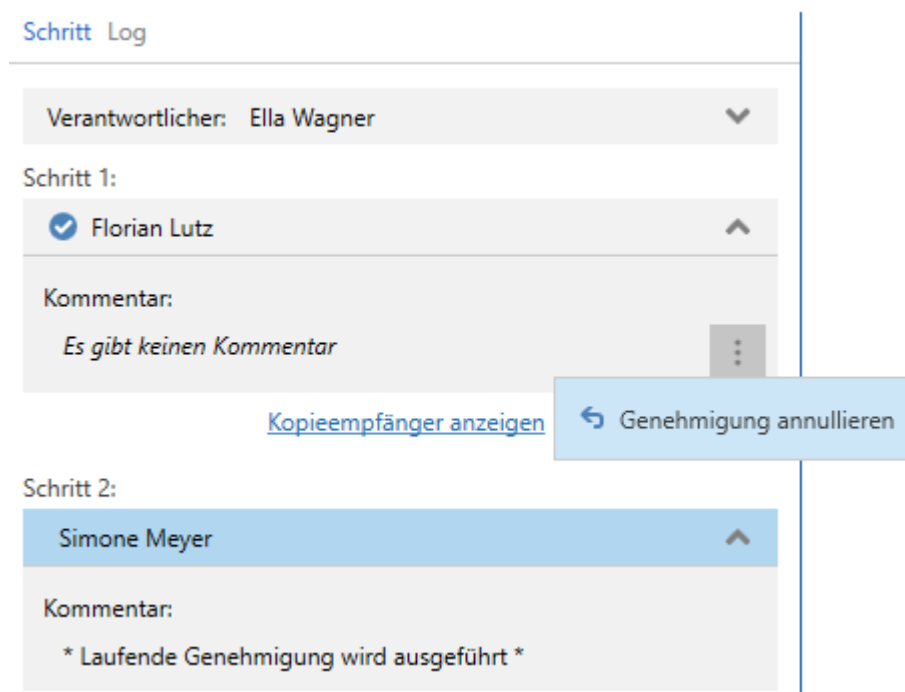 Schritt Log
Verantwortlicher: Ella Wagner
Schritt 1:
Florian Lutz
Kommentar:
Es gibt keinen Kommentar
Kopieempfänger anzeigen
Genehmigung annullieren
Schritt 2:
Simone Meyer
Kommentar:
* Laufende Genehmigung wird ausgeführt *